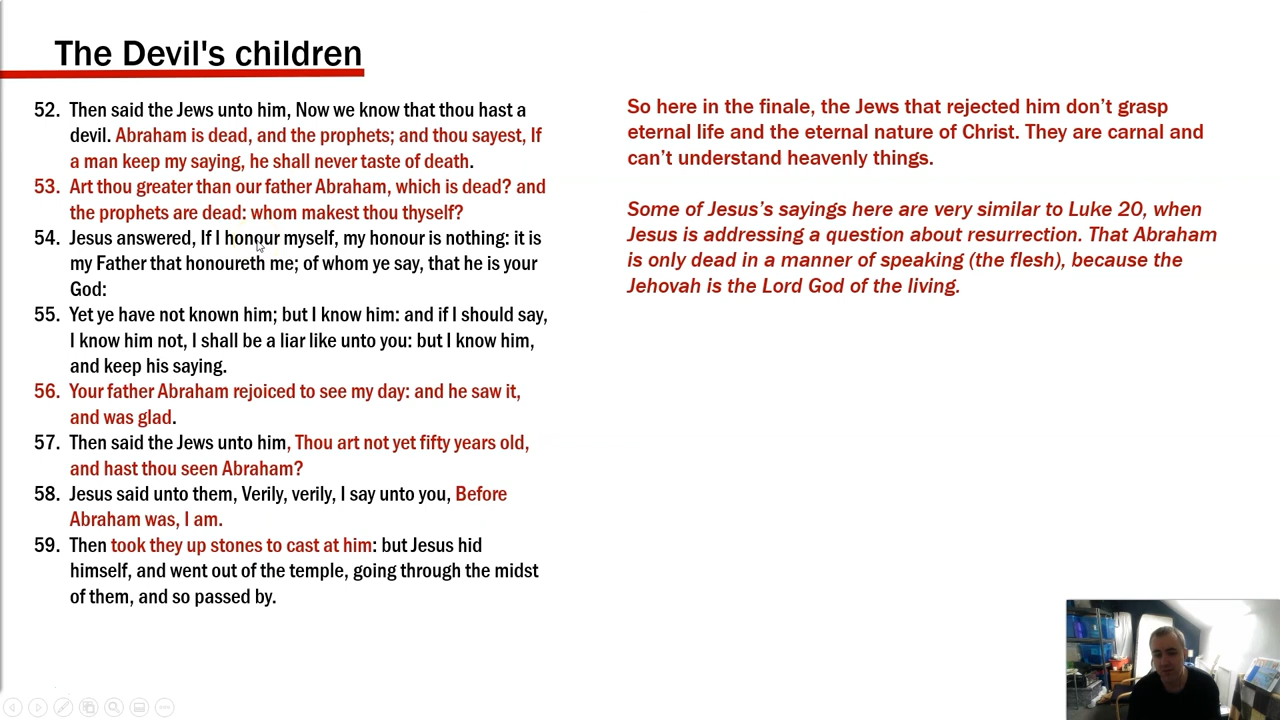 The Devil's children
52. Then said the Jews unto him, Now we know that thou hast a
devil. Abraham is dead, and the prophets; and thou sayest, If
a man keep my saying, he shall never taste of death.
53. Art thou greater than our father Abraham, which is dead? and
the prophets are dead: whom makest thou thyself?
54. Jesus answered, If I honour myself, my honour is nothing: it is
my Father that honoureth me; of whom ye say, that he is your
God:
55. Yet ye have not known him; but I know him: and if I should say,
I know him not, I shall be a liar like unto you: but I know him,
and keep his saying.
56. Your father Abraham rejoiced to see my day: and he saw it,
and was glad.
57. Then said the Jews unto him, Thou art not yet fifty years old,
and hast thou seen Abraham?
58. Jesus said unto them, Verily, verily, I say unto you, Before
Abraham was, I am.
59. Then took they up stones to cast at him: but Jesus hid
himself, and went out of the temple, going through the midst
of them, and so passed by.
So here in the finale, the Jews that rejected him don’t grasp
eternal life and the eternal nature of Christ. They are carnal and
can’t understand heavenly things.
Some of Jesus’s sayings here are very similar to Luke 20, when
Jesus is addressing a question about resurrection. That Abraham
is only dead in a manner of speaking (the flesh), because the
Jehovah is the Lord God of the living.